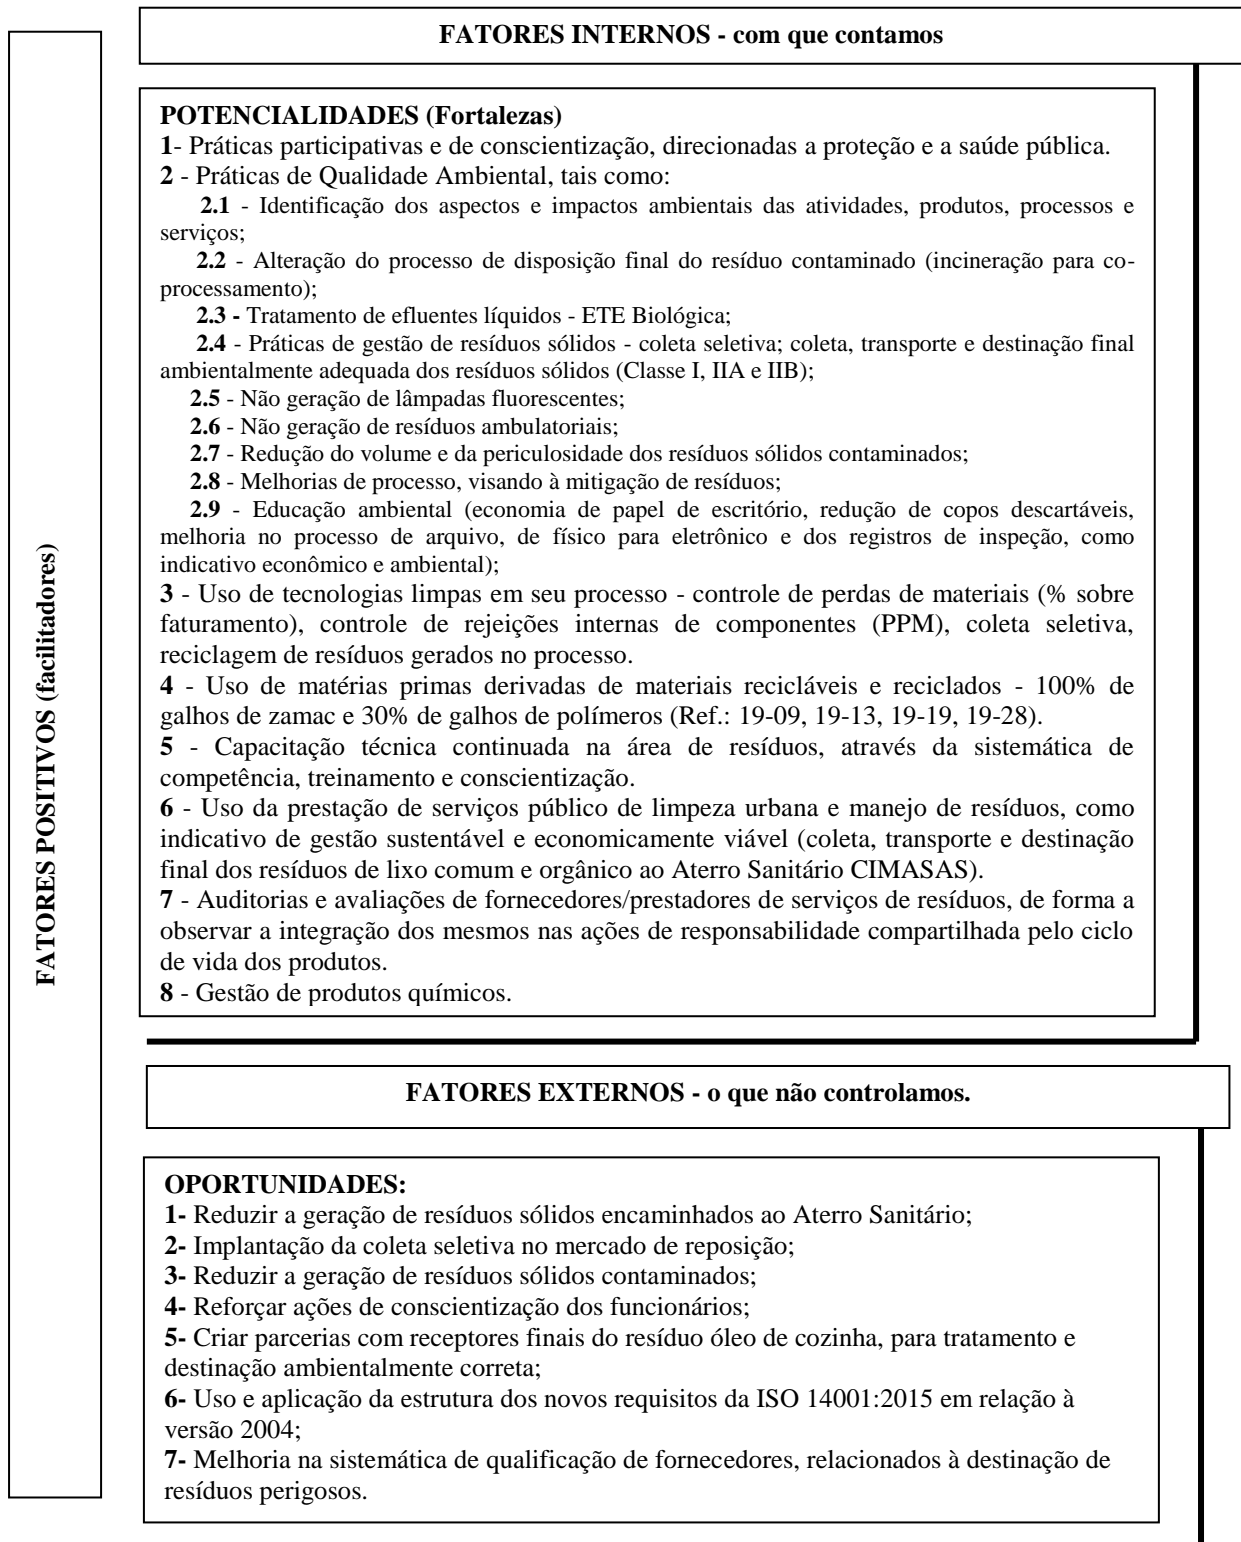 FATORES INTERNOS - com que contamos
FATORES POSITIVOS (facilitadores)
POTENCIALIDADES (Fortalezas)
1- Práticas participativas e de conscientização, direcionadas a proteção e a saúde pública.
2 - Práticas de Qualidade Ambiental, tais como:
2.1 - Identificação dos aspectos e impactos ambientais das atividades, produtos, processos e
serviços;
2.2 - Alteração do processo de disposição final do resíduo contaminado (incineração para co-
processamento);
2.3 - Tratamento de efluentes líquidos - ETE Biológica;
2.4 - Práticas de gestão de resíduos sólidos - coleta seletiva; coleta, transporte e destinação final
ambientalmente adequada dos resíduos sólidos (Classe I, IIA e IIB);
2.5 - Não geração de lâmpadas fluorescentes;
2.6 - Não geração de resíduos ambulatoriais;
2.7 - Redução do volume e da periculosidade dos resíduos sólidos contaminados;
2.8 - Melhorias de processo, visando à mitigação de resíduos;
2.9 - Educação ambiental (economia de papel de escritório, redução de copos descartáveis,
melhoria no processo de arquivo, de físico para eletrônico e dos registros de inspeção, como
indicativo econômico e ambiental);
3 - Uso de tecnologias limpas em seu processo - controle de perdas de materiais (% sobre
faturamento), controle de rejeições internas de componentes (PPM), coleta seletiva,
reciclagem de resíduos gerados no processo.
4 - Uso de matérias primas derivadas de materiais recicláveis e reciclados - 100% de
galhos de zamac e 30% de galhos de polímeros (Ref.: 19-09, 19-13, 19-19, 19-28).
5 - Capacitação técnica continuada na área de resíduos, através da sistemática de
competência, treinamento e conscientização.
6 - Uso da prestação de serviços público de limpeza urbana e manejo de resíduos, como
indicativo de gestão sustentável e economicamente viável (coleta, transporte e destinação
final dos resíduos de lixo comum e orgânico ao Aterro Sanitário CIMASAS).
7 - Auditorias e avaliações de fornecedores/prestadores de serviços de resíduos, de forma a
observar a integração dos mesmos nas ações de responsabilidade compartilhada pelo ciclo
de vida dos produtos.
8 - Gestão de produtos químicos.
FATORES EXTERNOS - o que não controlamos.
OPORTUNIDADES:
1- Reduzir a geração de resíduos sólidos encaminhados ao Aterro Sanitário;
2- Implantação da coleta seletiva no mercado de reposição;
3- Reduzir a geração de resíduos sólidos contaminados;
4- Reforçar ações de conscientização dos funcionários;
5- Criar parcerias com receptores finais do resíduo óleo de cozinha, para tratamento e
destinação ambientalmente correta;
6- Uso e aplicação da estrutura dos novos requisitos da ISO 14001:2015 em relação à
versão 2004;
7- Melhoria na sistemática de qualificação de fornecedores, relacionados à destinação de
resíduos perigosos.